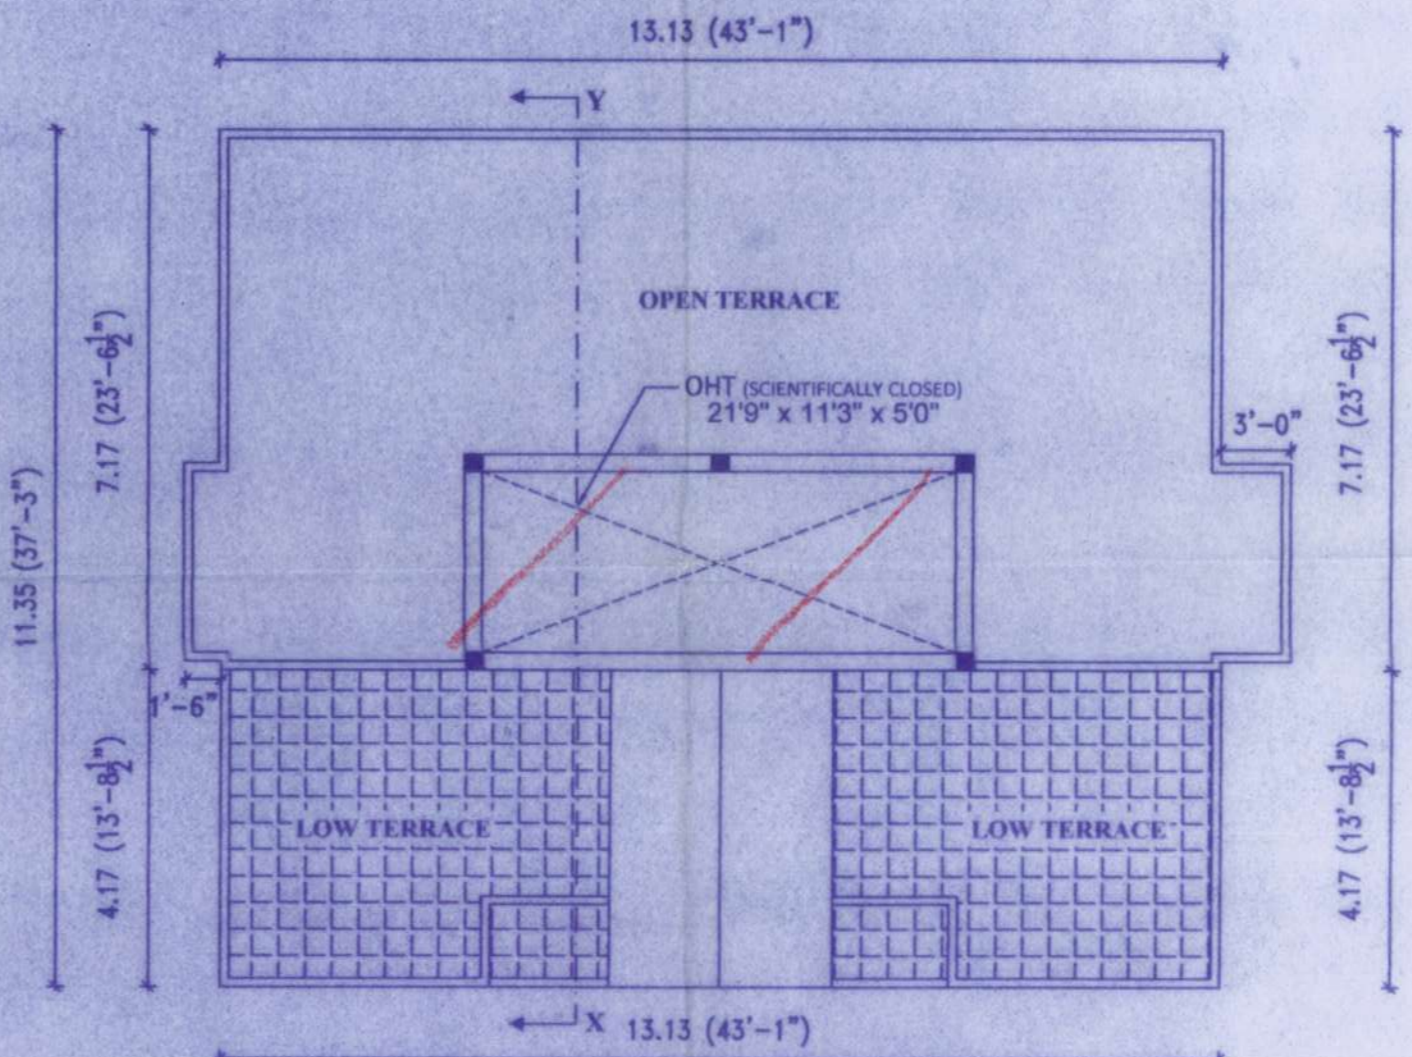 13.13 (43'-1")
Y
OPEN TERRACE
OHT (SCIENTIFICALLY CLOSED)
21'9" x 11'3" x 5'0"
3'-0"
7.17 (23'-6½")
7.17 (23'-6½")
11.35 (37'-3")
1'-6"
4.17 (13'-8½")
4.17 (13'-8½")
LOW TERRACE
LOW TERRACE
X
13.13 (43'-1")